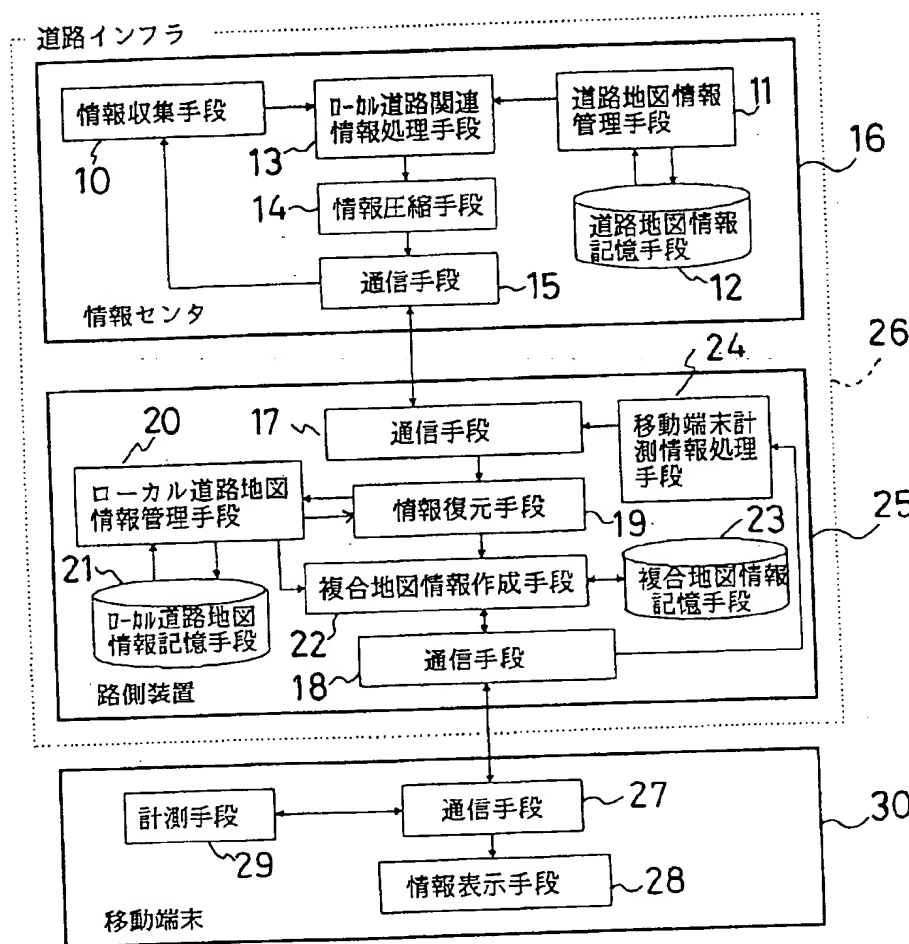 道路インフラ
情報収集手段
10
ﾛｰｶﾙ道路関連
情報処理手段
13
道路地図情報
管理手段
11
16
14
情報圧縮手段
道路地図情報
記憶手段
12
通信手段
15
情報センタ
26
24
17
通信手段
移動端末計
測情報処理
手段
20
ローカル道路地図
情報管理手段
情報復元手段
19
25
21
ﾛｰｶﾙ道路地図
情報記憶手段
複合地図情報作成手段
22
23
複合地図情報
記憶手段
18
通信手段
路側装置
計測手段
29
通信手段
27
30
情報表示手段
28
移動端末